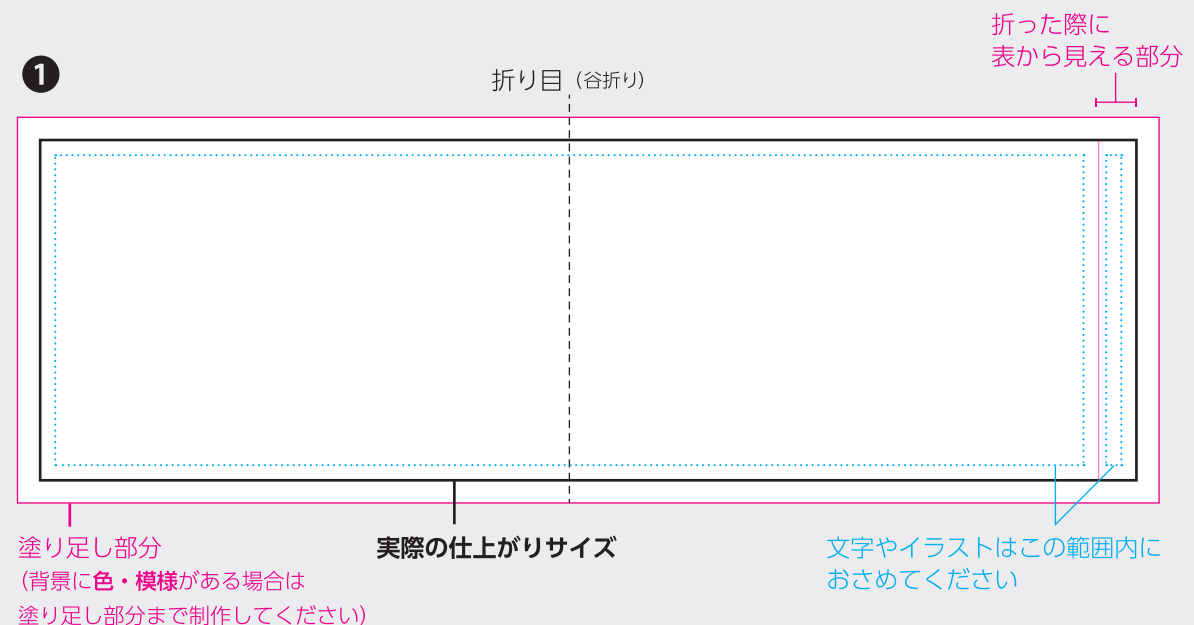 折った際に
表から見える部分
❶
折り目（谷折り）
塗り足し部分
（背景に色・模様がある場合は
塗り足し部分まで制作してください）
実際の仕上がりサイズ
文字やイラストはこの範囲内に
おさめてください